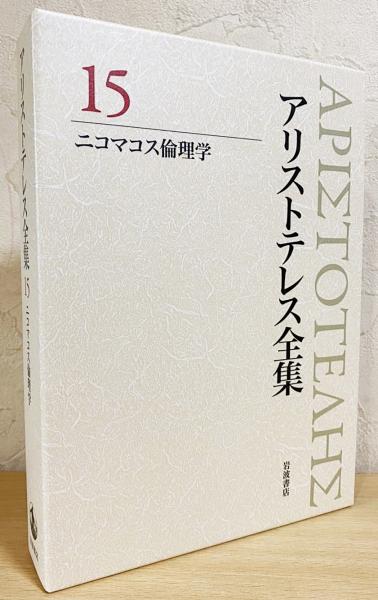 15
ニコマコス倫理学
アリストテレス全集
ΑΡΙΣΤΟΤΕΛΗΣ
岩波書店
アリストテレス全集 15 ニコマコス倫理学